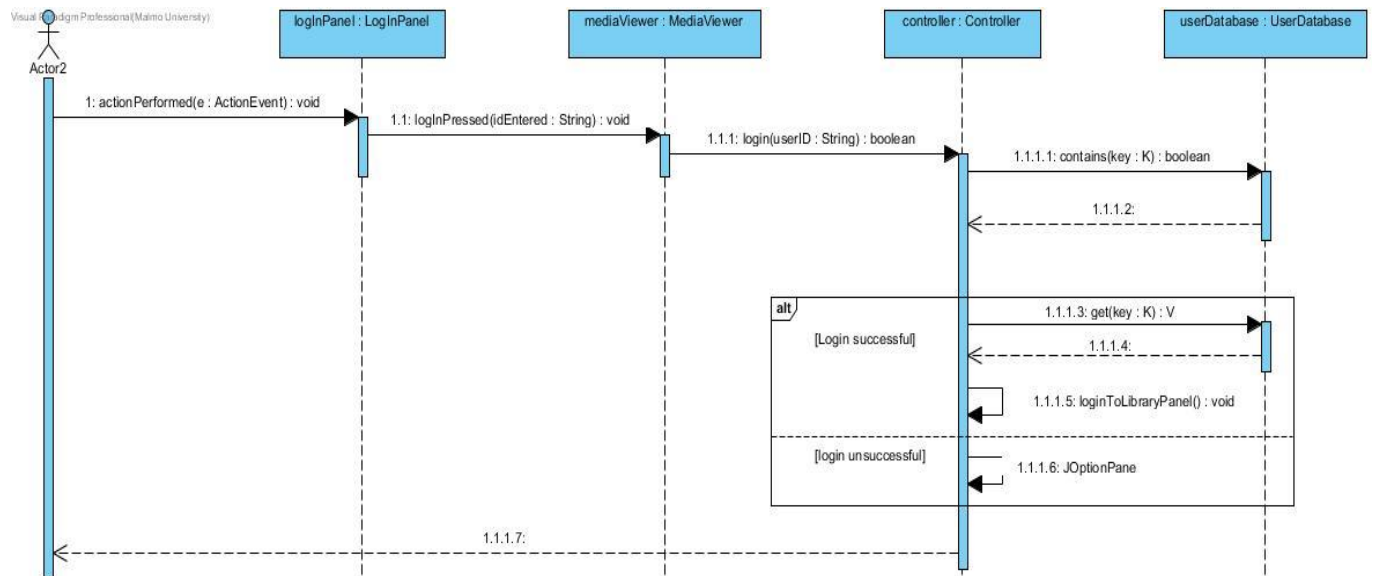 Visual Paradigm Professional(Malmo University)
Actor2
logInPanel : LogInPanel
mediaViewer : MediaViewer
controller : Controller
userDatabase : UserDatabase
1: actionPerformed(e : ActionEvent) : void
1.1: logInPressed(idEntered : String) : void
1.1.1: login(userID : String) : boolean
1.1.1.1: contains(key : K) : boolean
1.1.1.2:
alt
1.1.1.3: get(key : K) : V
[Login successful]
1.1.1.4:
1.1.1.5: loginToLibraryPanel() : void
[login unsuccessful]
1.1.1.6: JOptionPane
1.1.1.7: